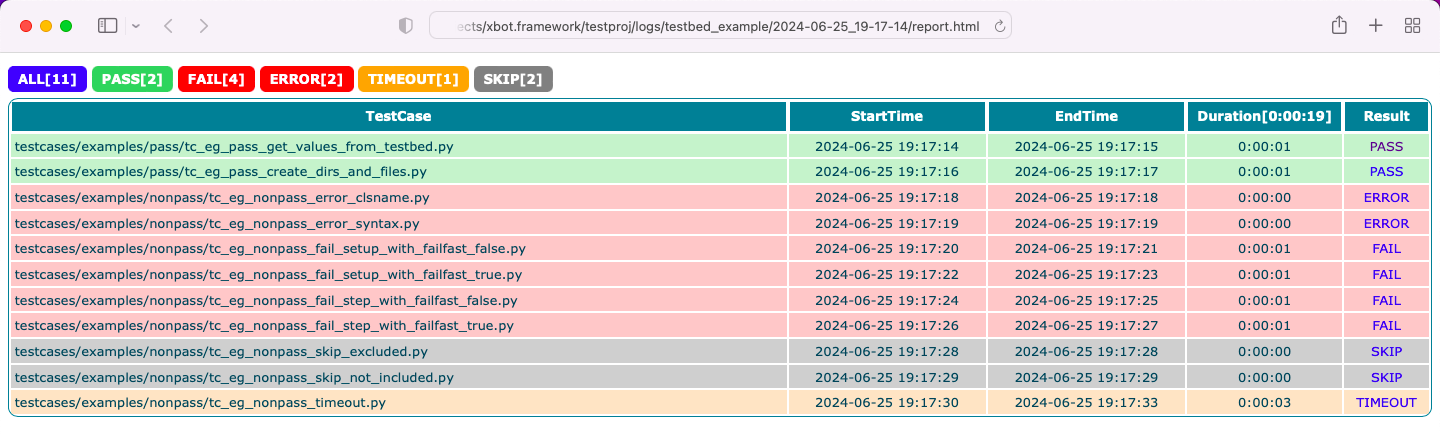 ects/xbot.framework/testproj/logs/testbed_example/2024-06-25_19-17-14/report.html
ALL[11] PASS[2] FAIL[4] ERROR[2] TIMEOUT[1] SKIP[2]
TestCase StartTime EndTime Duration[0:00:19] Result
testcases/examples/pass/tc_eg_pass_get_values_from_testbed.py 2024-06-25 19:17:14 2024-06-25 19:17:15 0:00:01 PASS
testcases/examples/pass/tc_eg_pass_create_dirs_and_files.py 2024-06-25 19:17:16 2024-06-25 19:17:17 0:00:01 PASS
testcases/examples/nonpass/tc_eg_nonpass_error_clsname.py 2024-06-25 19:17:18 2024-06-25 19:17:18 0:00:00 ERROR
testcases/examples/nonpass/tc_eg_nonpass_error_syntax.py 2024-06-25 19:17:19 2024-06-25 19:17:19 0:00:00 ERROR
testcases/examples/nonpass/tc_eg_nonpass_fail_setup_with_failfast_false.py 2024-06-25 19:17:20 2024-06-25 19:17:21 0:00:01 FAIL
testcases/examples/nonpass/tc_eg_nonpass_fail_setup_with_failfast_true.py 2024-06-25 19:17:22 2024-06-25 19:17:23 0:00:01 FAIL
testcases/examples/nonpass/tc_eg_nonpass_fail_step_with_failfast_false.py 2024-06-25 19:17:24 2024-06-25 19:17:25 0:00:01 FAIL
testcases/examples/nonpass/tc_eg_nonpass_fail_step_with_failfast_true.py 2024-06-25 19:17:26 2024-06-25 19:17:27 0:00:01 FAIL
testcases/examples/nonpass/tc_eg_nonpass_skip_excluded.py 2024-06-25 19:17:28 2024-06-25 19:17:28 0:00:00 SKIP
testcases/examples/nonpass/tc_eg_nonpass_skip_not_included.py 2024-06-25 19:17:29 2024-06-25 19:17:29 0:00:00 SKIP
testcases/examples/nonpass/tc_eg_nonpass_timeout.py 2024-06-25 19:17:30 2024-06-25 19:17:33 0:00:03 TIMEOUT